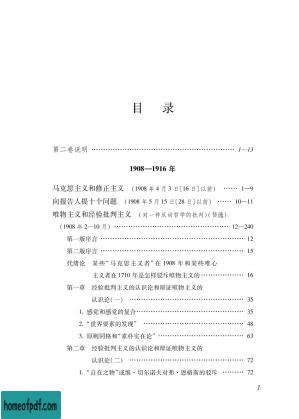 目 录
第二卷说明 …… 1—13
1908—1916 年
马克思主义和修正主义 (1908 年 4 月 3 日[16 日]以前) …… 1—9
向报告人提十个问题 (1908 年 5 月 15 日[28 日]以前) …… 10—11
唯物主义和经验批判主义 (对一种反动哲学的批判)(节选)
(1908 年 2—10 月) …… 12—240
第一版序言 …… 12
第二版序言 …… 15
代绪论 某些“马克思主义者”在 1908 年和某些唯心
主义者在 1710 年是怎样驳斥唯物主义的 …… 16
第一章 经验批判主义的认识论和辩证唯物主义的
认识论(一) …… 35
1. 感觉和感觉的复合 …… 35
2. “世界要素的发现” …… 48
3. 原则同格和“素朴实在论” …… 63
第二章 经验批判主义的认识论和辩证唯物主义的
认识论(二) …… 72
1. “自在之物”或维·切尔诺夫对弗·恩格斯的驳斥 …… 72
1
homeofpdf.com
homeofpdf.com